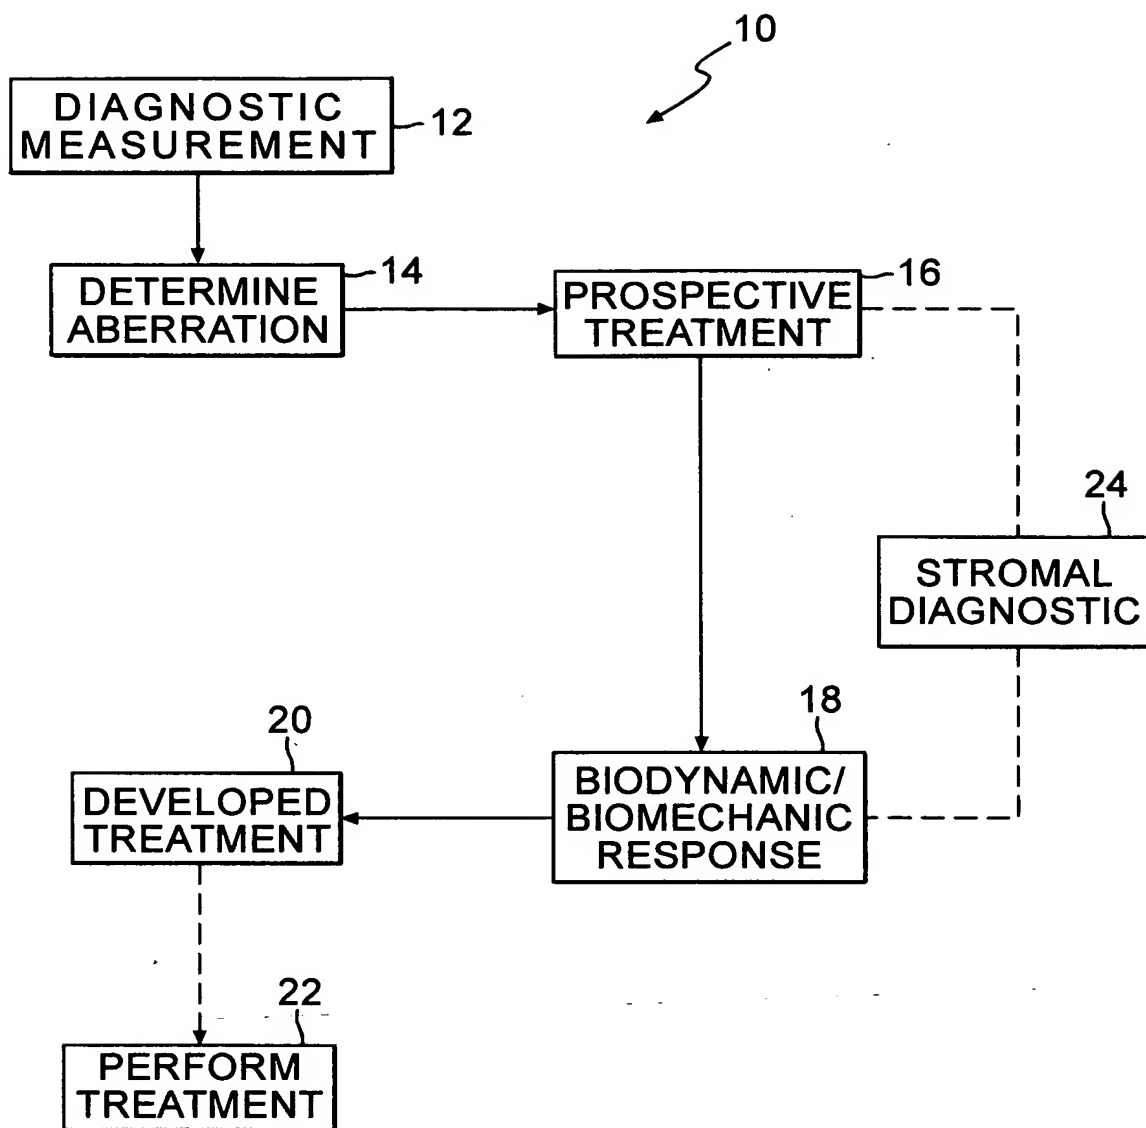 10
DIAGNOSTIC
MEASUREMENT
12
DETERMINE
ABERRATION
14
PROSPECTIVE
TREATMENT
16
STROMAL
DIAGNOSTIC
24
BIODYNAMIC/
BIOMECHANIC
RESPONSE
18
DEVELOPED
TREATMENT
20
PERFORM
TREATMENT
22